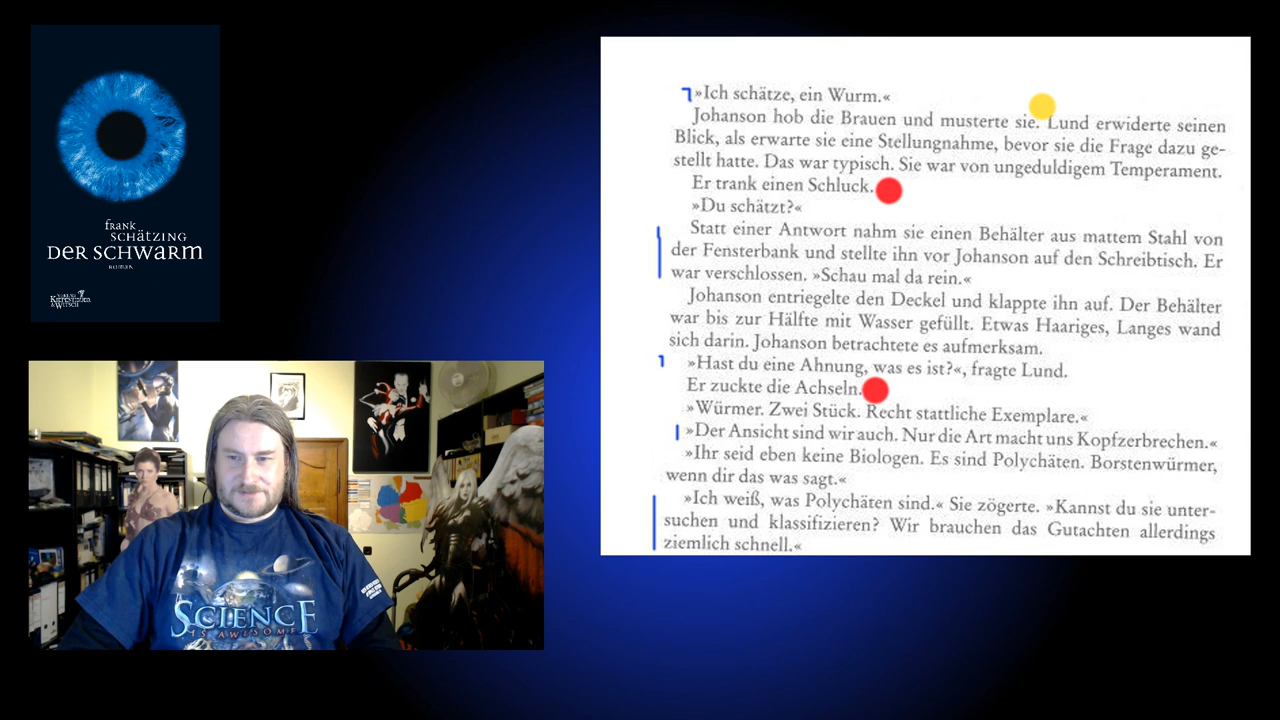 frank
SCHÄTZING
DER SCHWARM
ROMAN
KIEPENHEUER
& WITSCH
SCIENCE
IS AWESOME
»Ich schätze, ein Wurm.«
Johanson hob die Brauen und musterte sie. Lund erwiderte seinen
Blick, als erwarte sie eine Stellungnahme, bevor sie die Frage dazu ge-
stellt hatte. Das war typisch. Sie war von ungeduldigem Temperament.
Er trank einen Schluck.
»Du schätzt?«
Statt einer Antwort nahm sie einen Behälter aus mattem Stahl von
der Fensterbank und stellte ihn vor Johanson auf den Schreibtisch. Er
war verschlossen. »Schau mal da rein.«
Johanson entriegelte den Deckel und klappte ihn auf. Der Behälter
war bis zur Hälfte mit Wasser gefüllt. Etwas Haariges, Langes wand
sich darin. Johanson betrachtete es aufmerksam.
»Hast du eine Ahnung, was es ist?«, fragte Lund.
Er zuckte die Achseln.
»Würmer. Zwei Stück. Recht stattliche Exemplare.«
»Der Ansicht sind wir auch. Nur die Art macht uns Kopfzerbrechen.«
»Ihr seid eben keine Biologen. Es sind Polychäten. Borstenwürmer,
wenn dir das was sagt.«
»Ich weiß, was Polychäten sind.« Sie zögerte. »Kannst du sie unter-
suchen und klassifizieren? Wir brauchen das Gutachten allerdings
ziemlich schnell.«